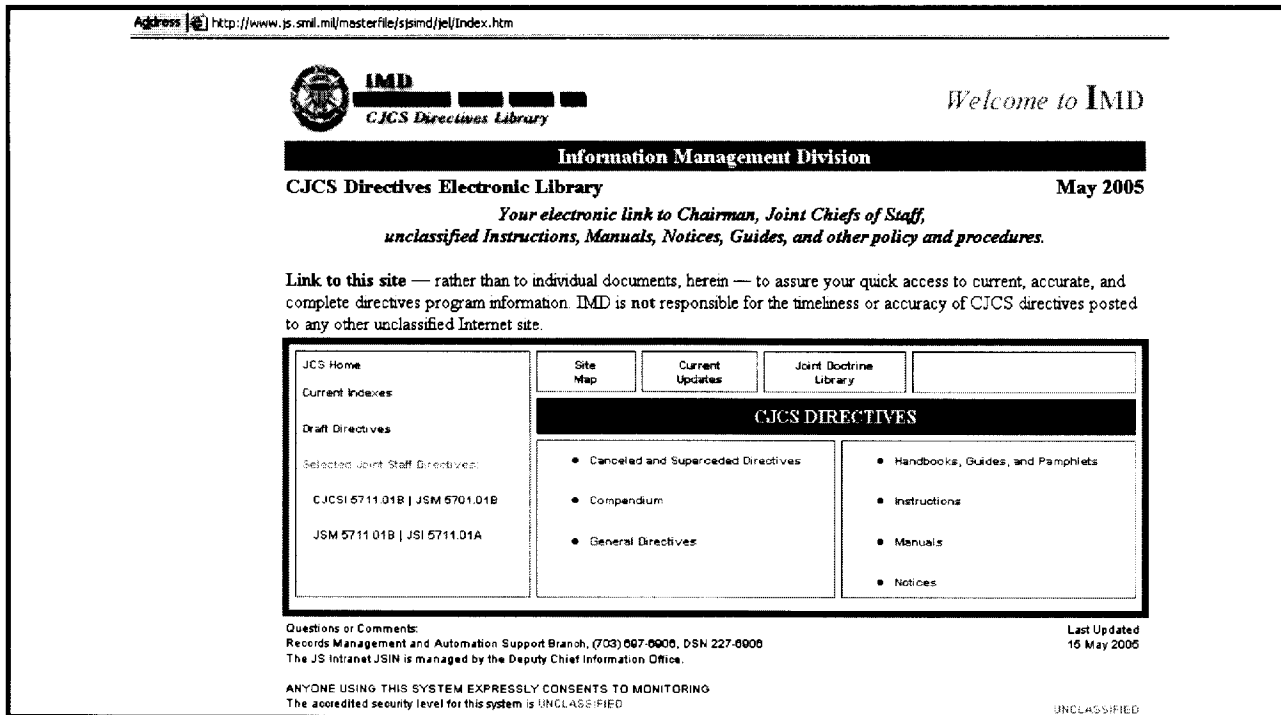 Address http://www.js.smil.mil/masterfile/sjsimd/jel/Index.htm
IMD
CJCS Directives Library
Welcome to IMD
Information Management Division
CJCS Directives Electronic Library May 2005
Your electronic link to Chairman, Joint Chiefs of Staff,
unclassified Instructions, Manuals, Notices, Guides, and other policy and procedures.
Link to this site — rather than to individual documents, herein — to assure your quick access to current, accurate, and
complete directives program information. IMD is not responsible for the timeliness or accuracy of CJCS directives posted
to any other unclassified Internet site.
JCS Home
Current Indexes
Draft Directives
Selected Joint Staff Directives:
CJCSI 5711.01B | JSM 5701.01B
JSM 5711.01B | JSI 5711.01A
Site
Map
Current
Updates
Joint Doctrine
Library
CJCS DIRECTIVES
• Canceled and Superceded Directives
• Compendium
• General Directives
• Handbooks, Guides, and Pamphlets
• Instructions
• Manuals
• Notices
Questions or Comments:
Records Management and Automation Support Branch, (703) 697-6906, DSN 227-6906
The JS Intranet JSIN is managed by the Deputy Chief Information Office.
Last Updated
15 May 2005
ANYONE USING THIS SYSTEM EXPRESSLY CONSENTS TO MONITORING
The accredited security level for this system is UNCLASSIFIED
UNCLASSIFIED